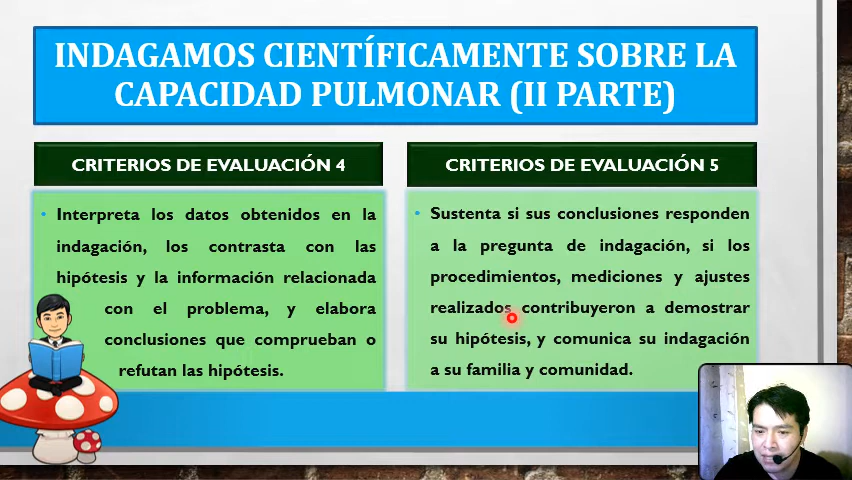 INDAGAMOS CIENTÍFICAMENTE SOBRE LA
CAPACIDAD PULMONAR (II PARTE)
CRITERIOS DE EVALUACIÓN 4
• Interpreta los datos obtenidos en la
indagación, los contrasta con las
hipótesis y la información relacionada
con el problema, y elabora
conclusiones que comprueban o
refutan las hipótesis.
CRITERIOS DE EVALUACIÓN 5
• Sustenta si sus conclusiones responden
a la pregunta de indagación, si los
procedimientos, mediciones y ajustes
realizados contribuyeron a demostrar
su hipótesis, y comunica su indagación
a su familia y comunidad.